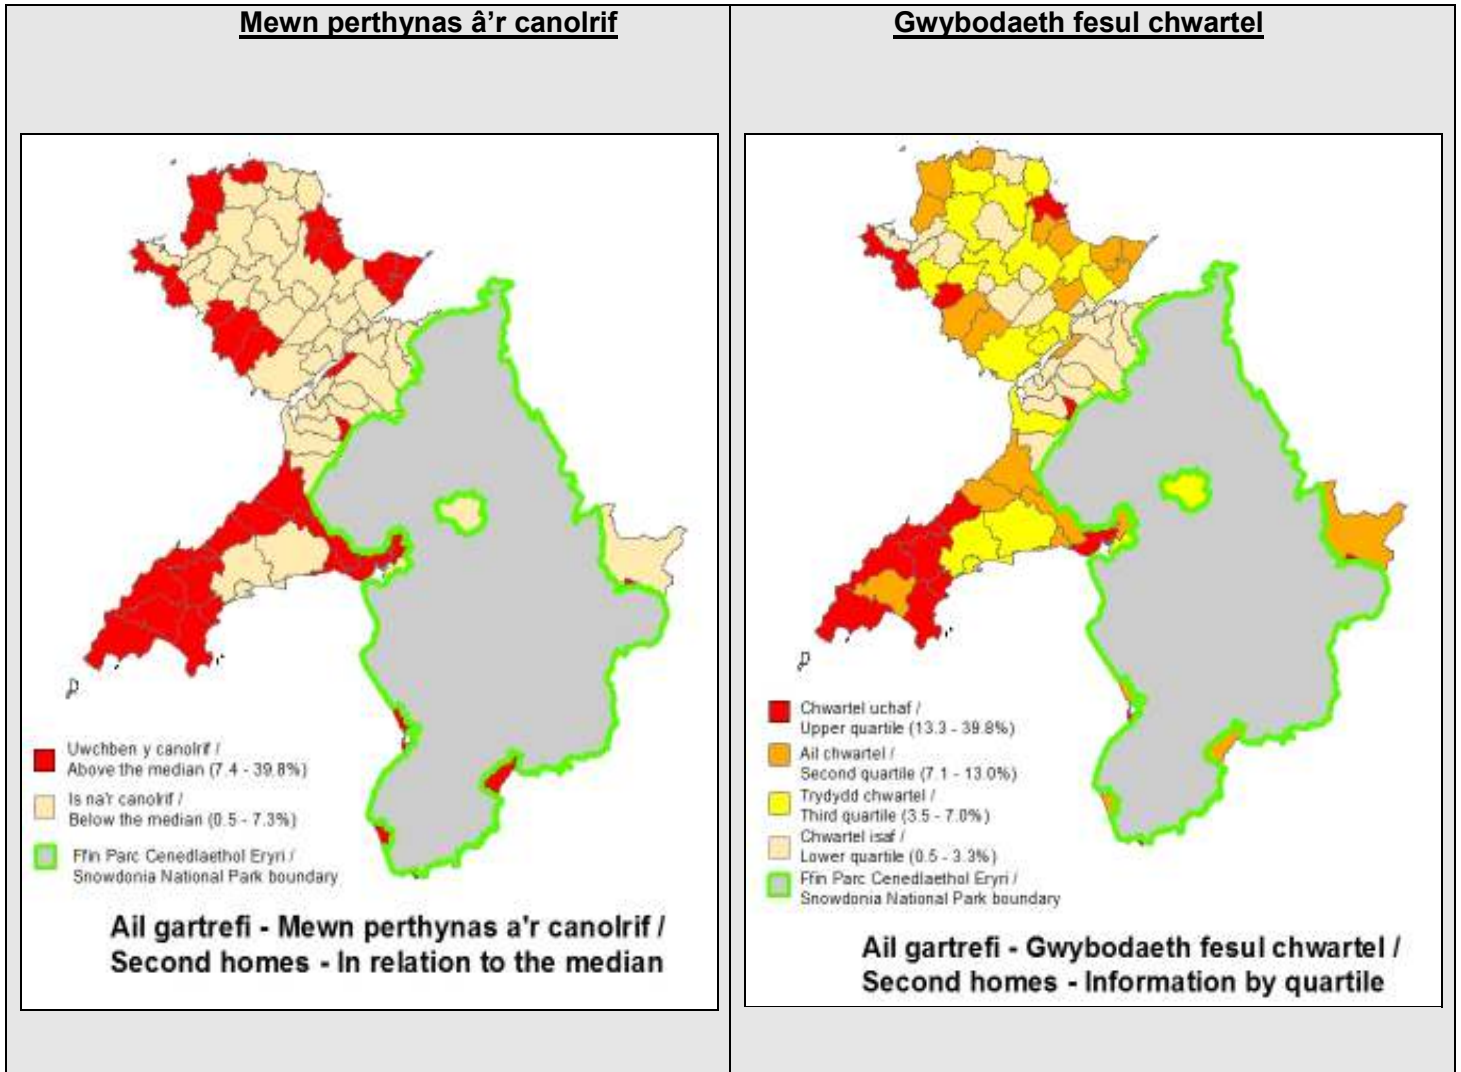 Mewn perthynas â'r canolrif
Uwchben y canolrif /
Above the median (7.4 - 39.8%)
Is na'r canolrif /
Below the median (0.5 - 7.3%)
Ffin Parc Cenedlaethol Eryri /
Snowdonia National Park boundary
Ail gartrefi - Mewn perthynas a'r canolrif /
Second homes - In relation to the median
Gwybodaeth fesul chwartel
Chwartel uchaf /
Upper quartile (13.3 - 39.8%)
Ail chwartel /
Second quartile (7.1 - 13.0%)
Trydydd chwartel /
Third quartile (3.5 - 7.0%)
Chwartel isaf /
Lower quartile (0.5 - 3.3%)
Ffin Parc Cenedlaethol Eryri /
Snowdonia National Park boundary
Ail gartrefi - Gwybodaeth fesul chwartel /
Second homes - Information by quartile